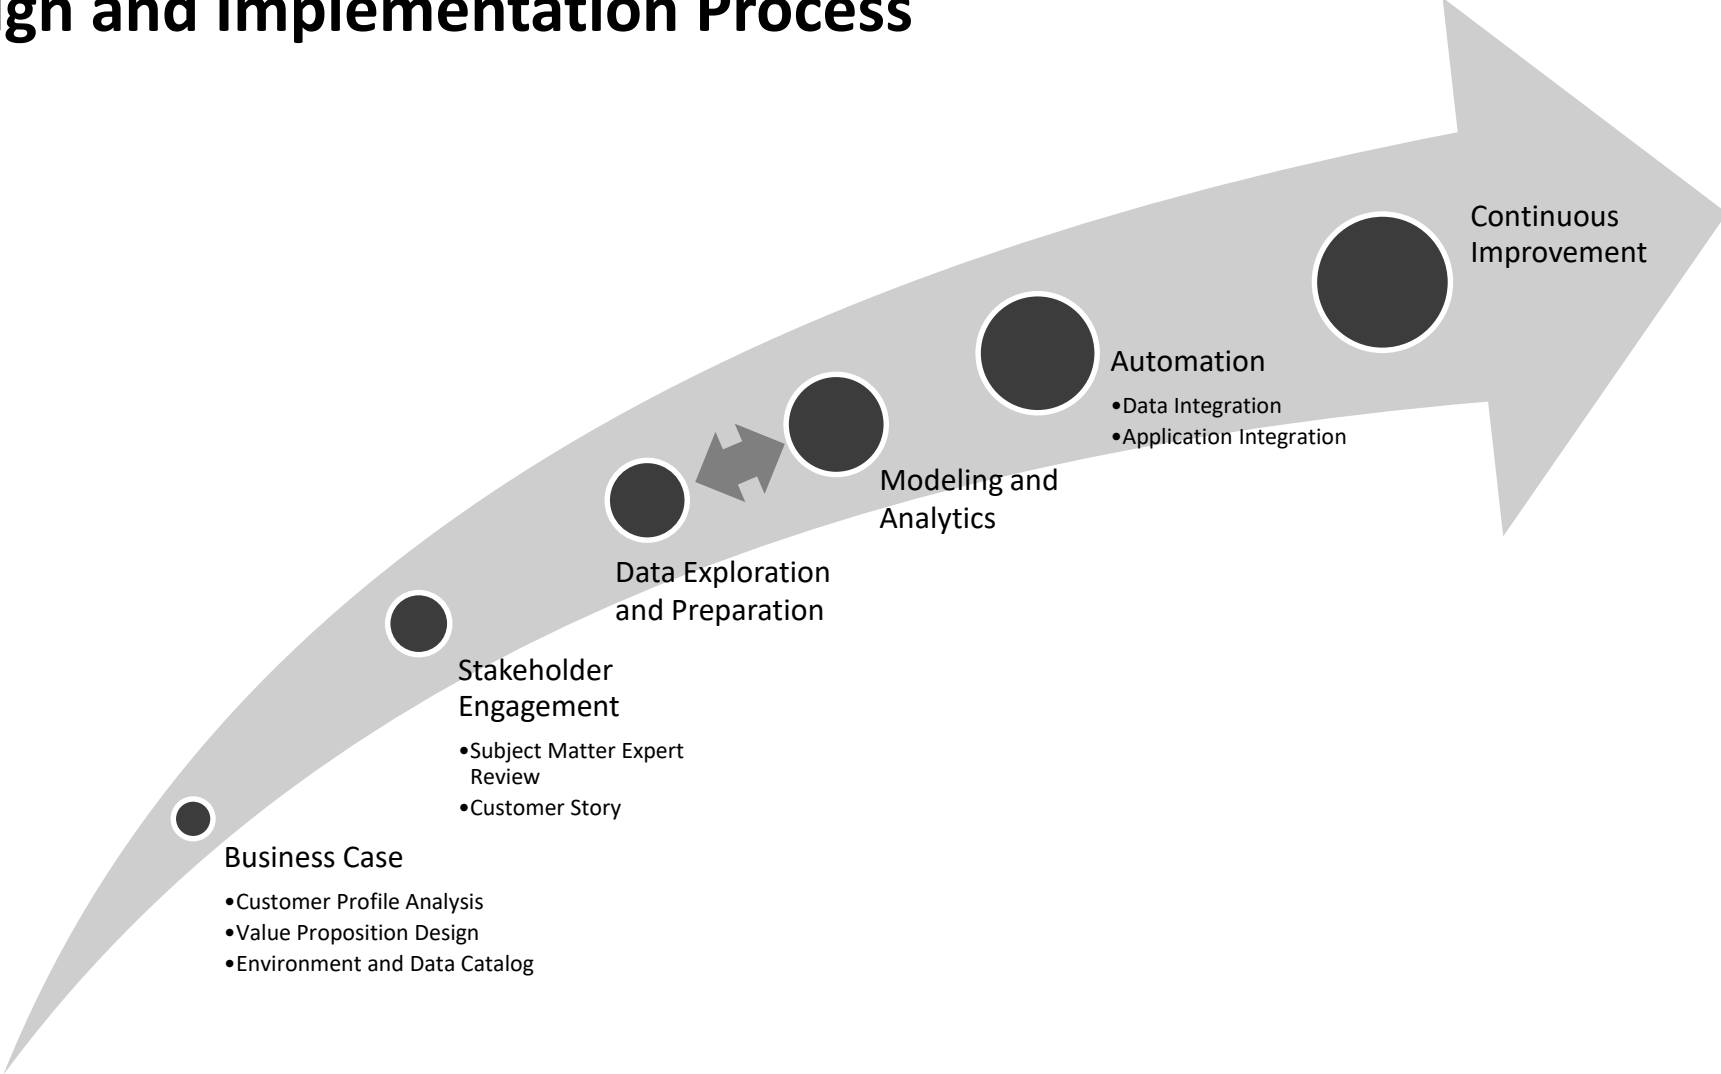 and Implementation Process
Continuous
Improvement
Automation
•Data Integration
•Application Integration
Modeling and
Analytics
Data Exploration
and Preparation
Stakeholder
Engagement
•Subject Matter Expert
Review
•Customer Story
Business Case
•Customer Profile Analysis
•Value Proposition Design
•Environment and Data Catalog